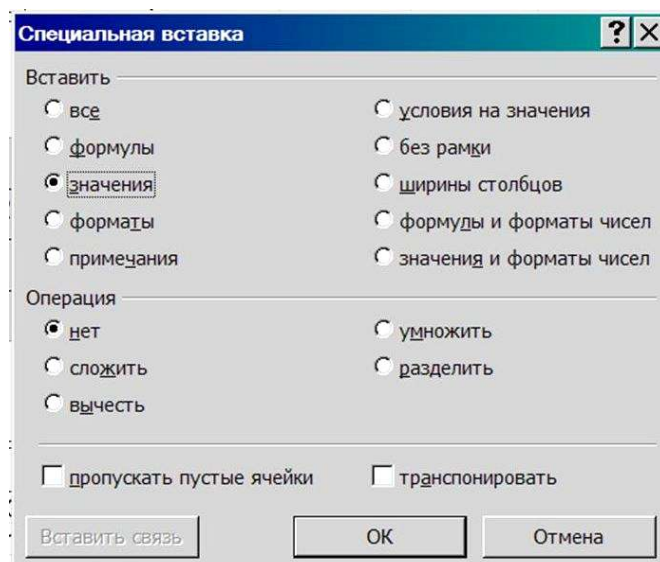 Специальная вставка
Вставить
все
условия на значения
формулы
без рамки
значения
ширины столбцов
форматы
формулы и форматы чисел
примечания
значения и форматы чисел
Операция
нет
умножить
сложить
разделить
вычесть
пропускать пустые ячейки
транспонировать
Вставить связь
ОК
Отмена